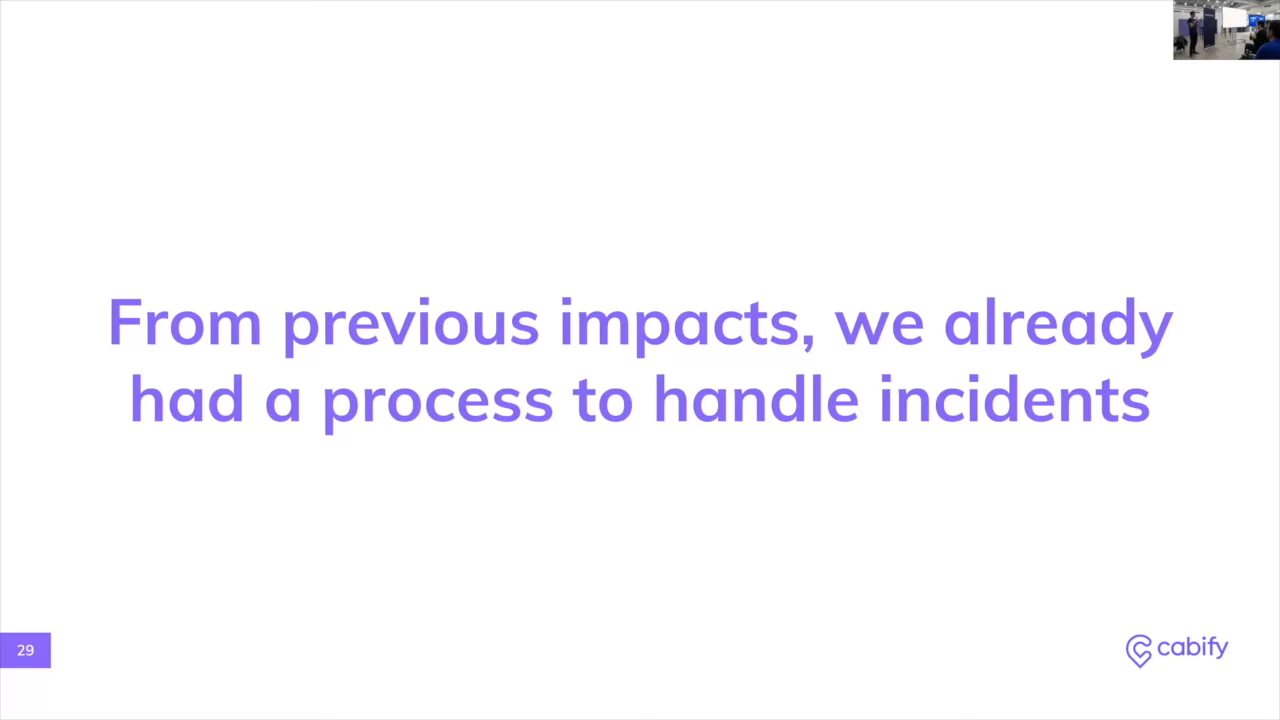 From previous impacts, we already
had a process to handle incidents
29
cabify